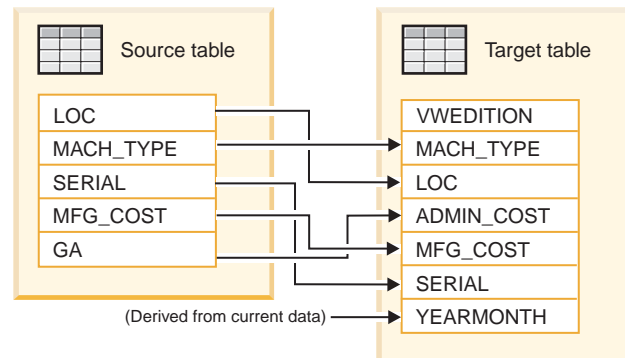 Source table
LOC
MACH_TYPE
SERIAL
MFG_COST
GA
(Derived from current data)
Target table
VWEDITION
MACH_TYPE
LOC
ADMIN_COST
MFG_COST
SERIAL
YEARMONTH